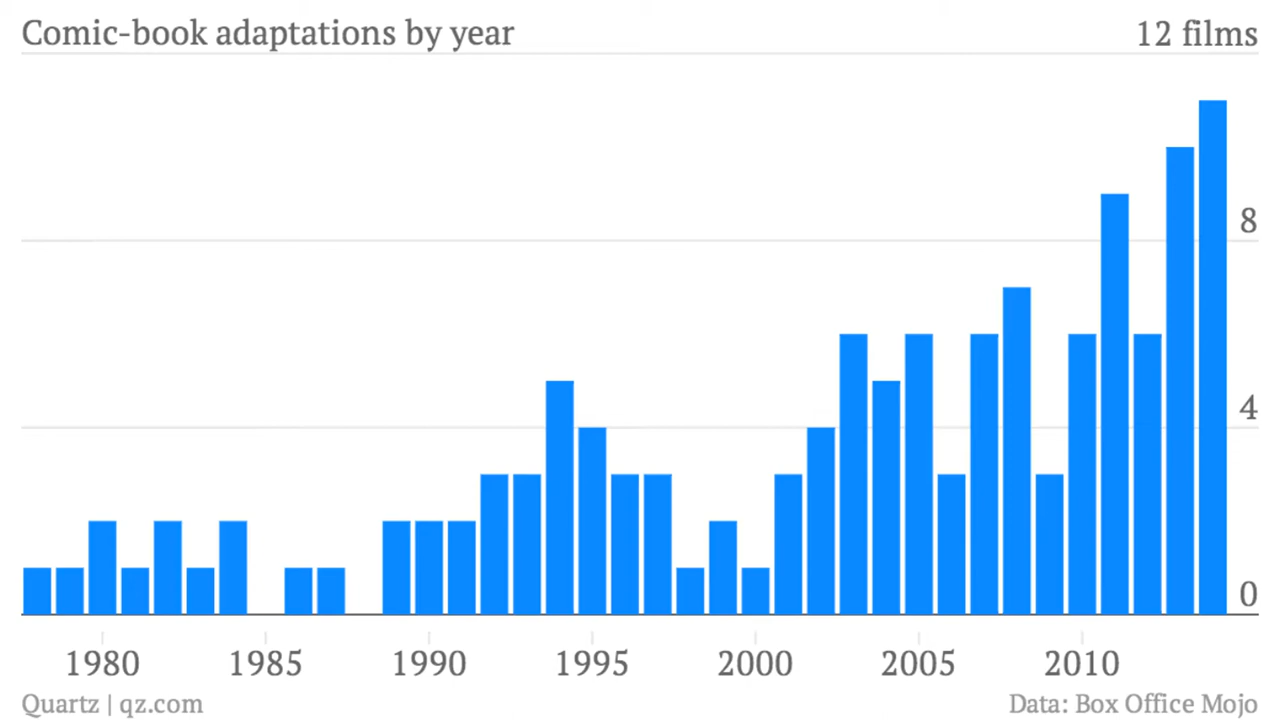 Comic-book adaptations by year
12 films
8
4
0
1980 1985 1990 1995 2000 2005 2010
Quartz | qz.com
Data: Box Office Mojo